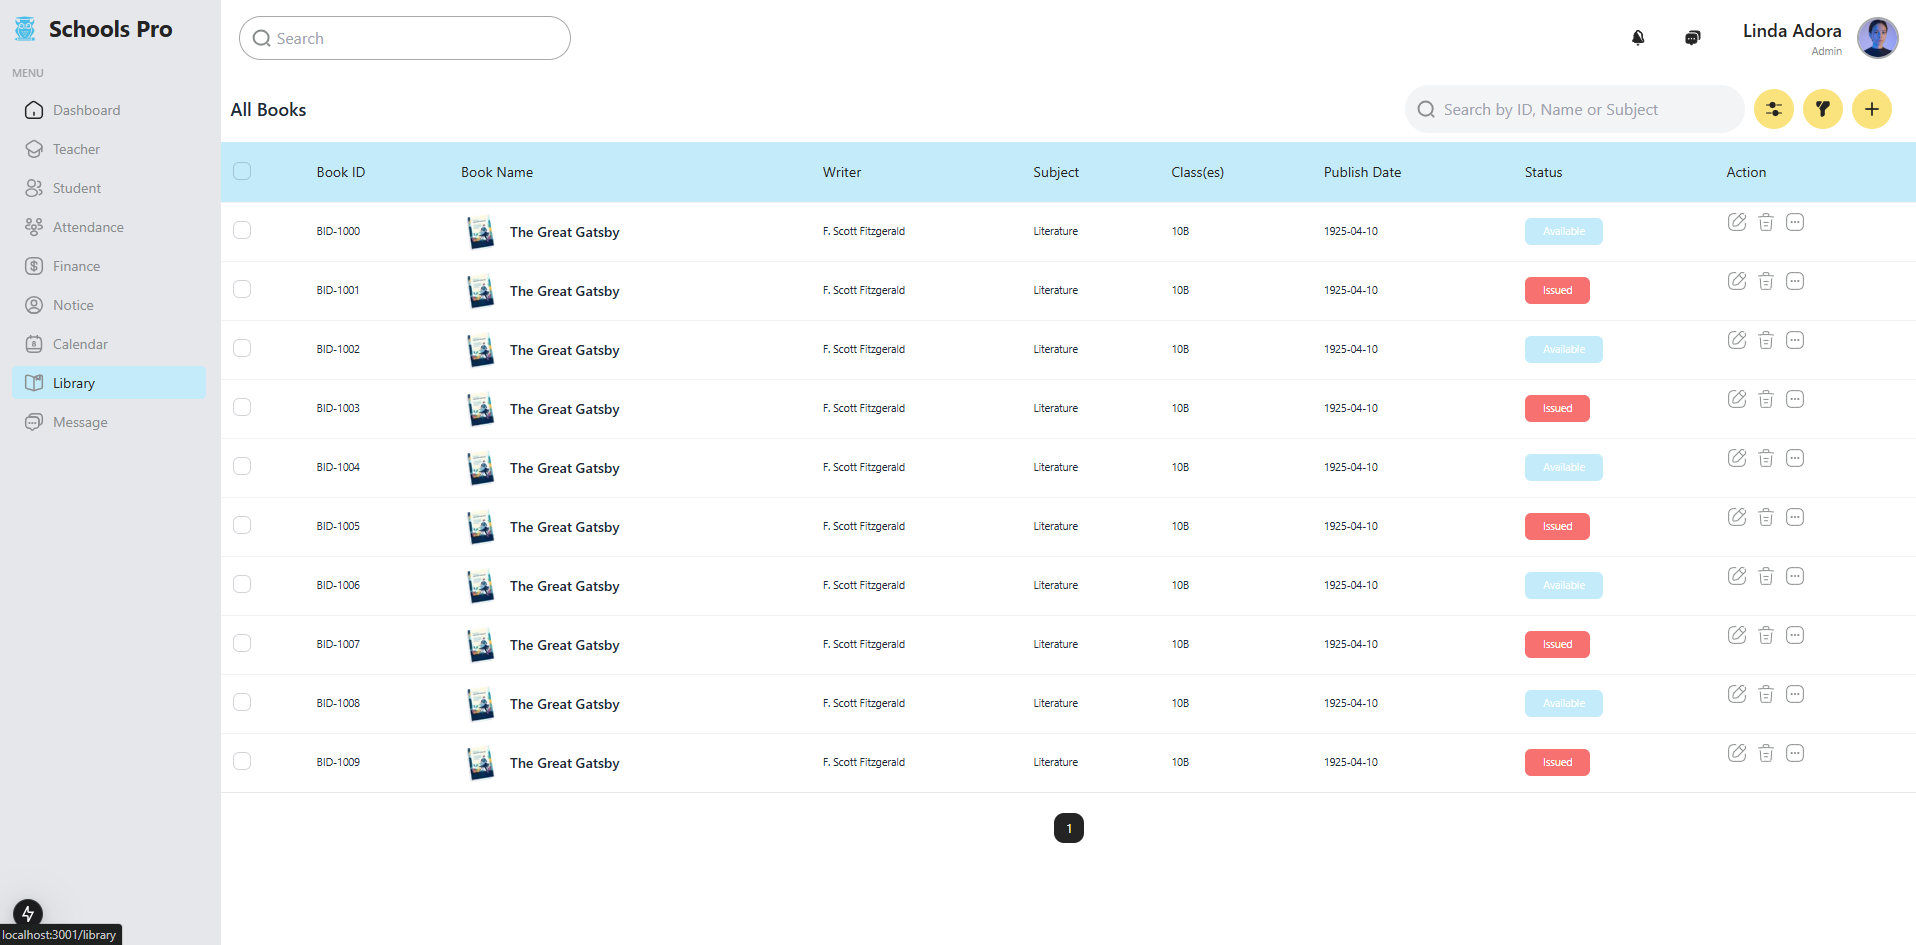 Schools Pro
Search
Linda Adora
Admin
MENU
Dashboard
Teacher
Student
Attendance
Finance
Notice
Calendar
Library
Message
All Books
Search by ID, Name or Subject
Book ID Book Name Writer Subject Class(es) Publish Date Status Action
BID-1000 The Great Gatsby F. Scott Fitzgerald Literature 10B 1925-04-10 Available
BID-1001 The Great Gatsby F. Scott Fitzgerald Literature 10B 1925-04-10 Issued
BID-1002 The Great Gatsby F. Scott Fitzgerald Literature 10B 1925-04-10 Available
BID-1003 The Great Gatsby F. Scott Fitzgerald Literature 10B 1925-04-10 Issued
BID-1004 The Great Gatsby F. Scott Fitzgerald Literature 10B 1925-04-10 Available
BID-1005 The Great Gatsby F. Scott Fitzgerald Literature 10B 1925-04-10 Issued
BID-1006 The Great Gatsby F. Scott Fitzgerald Literature 10B 1925-04-10 Available
BID-1007 The Great Gatsby F. Scott Fitzgerald Literature 10B 1925-04-10 Issued
BID-1008 The Great Gatsby F. Scott Fitzgerald Literature 10B 1925-04-10 Available
BID-1009 The Great Gatsby F. Scott Fitzgerald Literature 10B 1925-04-10 Issued
1
localhost:3001/library